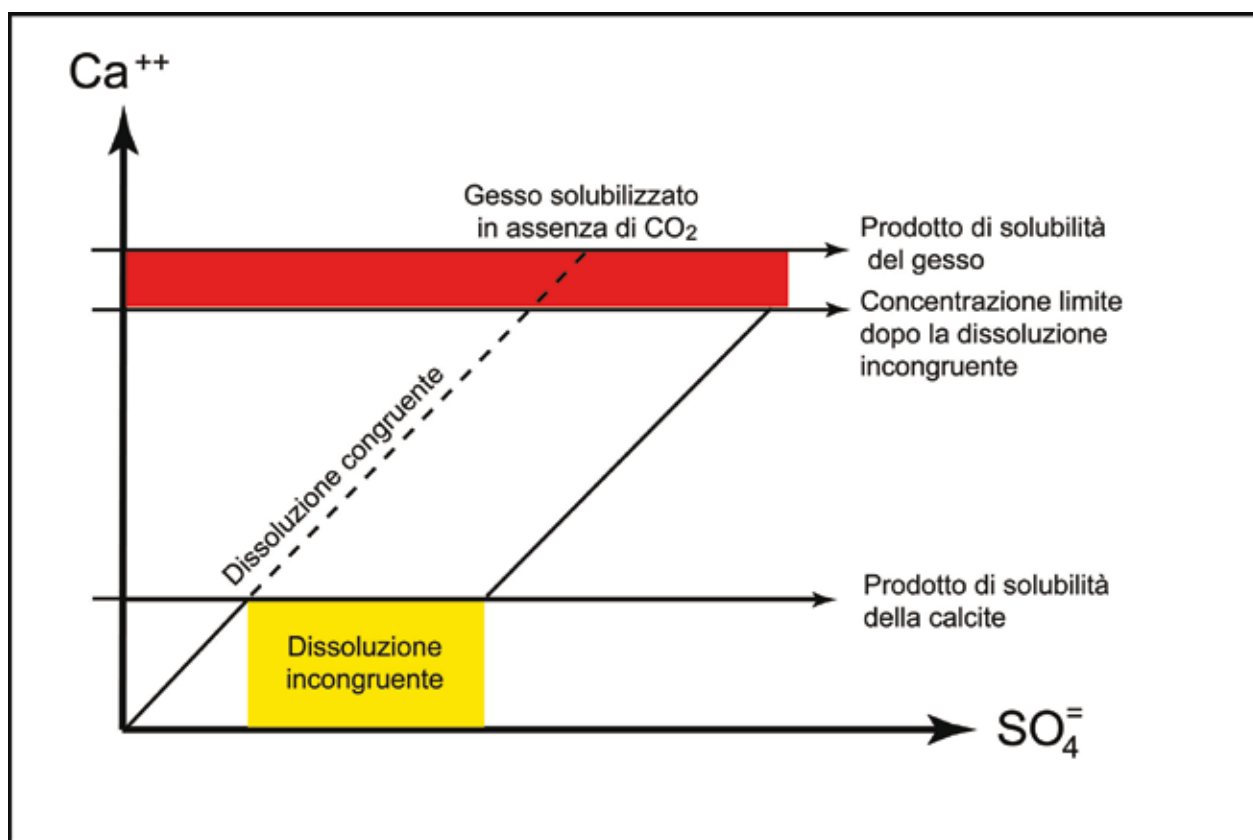 Ca++
Gesso solubilizzato
in assenza di CO2
Prodotto di solubilità
del gesso
Concentrazione limite
dopo la dissoluzione
incongruente
Dissoluzione congruente
Prodotto di solubilità
della calcite
Dissoluzione
incongruente
SO4=